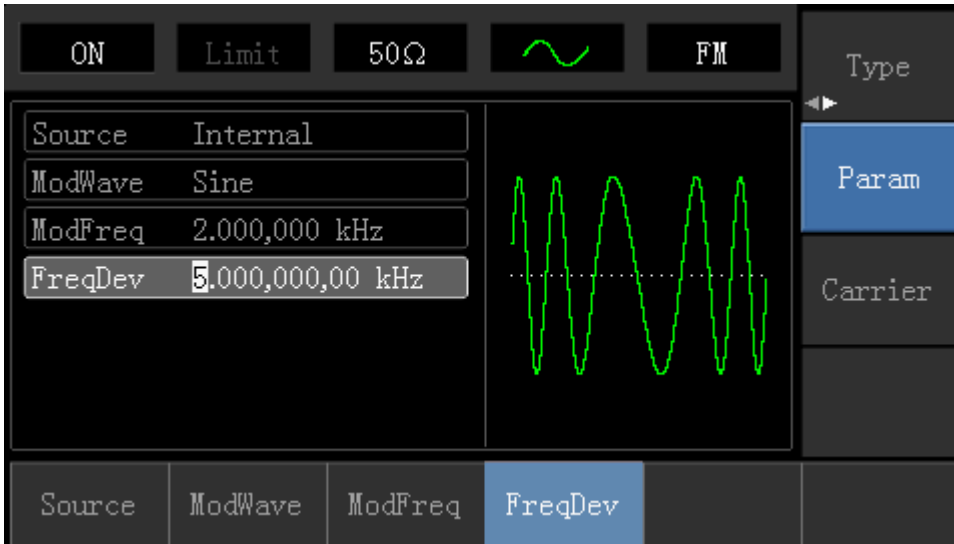 ON Limit 50Ω FM
Type
Source Internal
ModWave Sine
ModFreq 2.000,000 kHz
FreqDev 5.000,000,00 kHz
Param
Carrier
Source ModWave ModFreq FreqDev